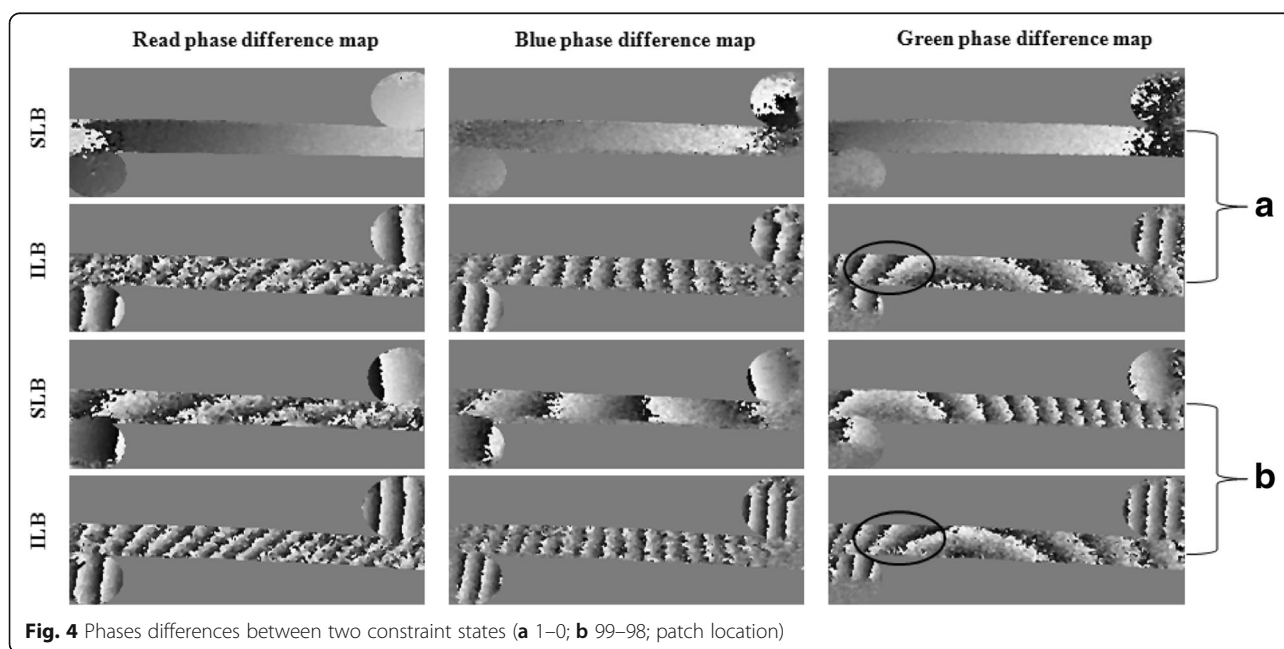 Read phase difference map
Blue phase difference map
Green phase difference map
SLB
ILB
a
SLB
ILB
b
Fig. 4 Phases differences between two constraint states (a 1–0; b 99–98; patch location)